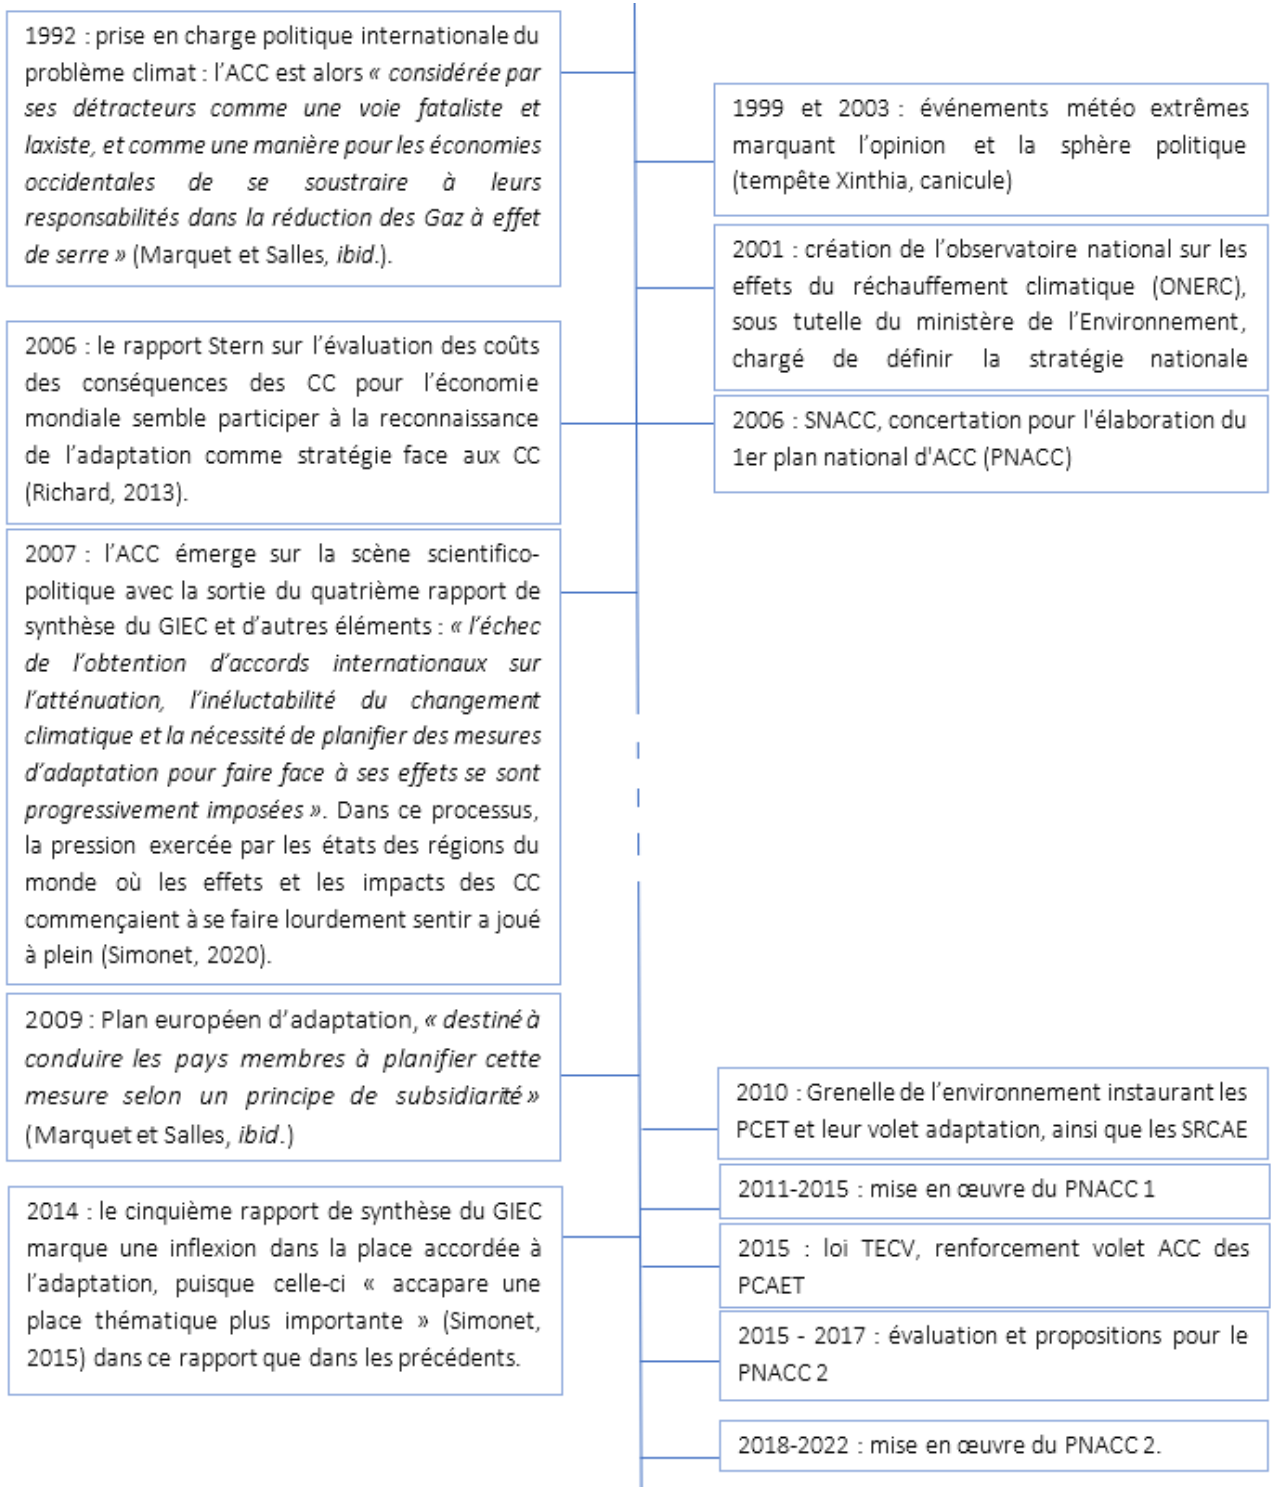 1992 : prise en charge politique internationale du
problème climat : l’ACC est alors « considérée par
ses détracteurs comme une voie fataliste et
laxiste, et comme une manière pour les économies
occidentales de se soustraire à leurs
responsabilités dans la réduction des Gaz à effet
de serre » (Marquet et Salles, ibid.).
1999 et 2003 : événements météo extrêmes
marquant l’opinion et la sphère politique
(tempête Xinthia, canicule)
2001 : création de l’observatoire national sur les
effets du réchauffement climatique (ONERC),
sous tutelle du ministère de l’Environnement,
chargé de définir la stratégie nationale
2006 : le rapport Stern sur l’évaluation des coûts
des conséquences des CC pour l’économie
mondiale semble participer à la reconnaissance
de l’adaptation comme stratégie face aux CC
(Richard, 2013).
2006 : SNACC, concertation pour l'élaboration du
1er plan national d'ACC (PNACC)
2007 : l’ACC émerge sur la scène scientifico-
politique avec la sortie du quatrième rapport de
synthèse du GIEC et d’autres éléments : « l’échec
de l’obtention d’accords internationaux sur
l’atténuation, l’inéluctabilité du changement
climatique et la nécessité de planifier des mesures
d’adaptation pour faire face à ses effets se sont
progressivement imposées ». Dans ce processus,
la pression exercée par les états des régions du
monde où les effets et les impacts des CC
commençaient à se faire lourdement sentir a joué
à plein (Simonet, 2020).
2009 : Plan européen d’adaptation, « destiné à
conduire les pays membres à planifier cette
mesure selon un principe de subsidiarité »
(Marquet et Salles, ibid.)
2010 : Grenelle de l’environnement instaurant les
PCET et leur volet adaptation, ainsi que les SRCAE
2011-2015 : mise en œuvre du PNACC 1
2014 : le cinquième rapport de synthèse du GIEC
marque une inflexion dans la place accordée à
l’adaptation, puisque celle-ci « accapare une
place thématique plus importante » (Simonet,
2015) dans ce rapport que dans les précédents.
2015 : loi TECV, renforcement volet ACC des
PCAET
2015 - 2017 : évaluation et propositions pour le
PNACC 2
2018-2022 : mise en œuvre du PNACC 2.